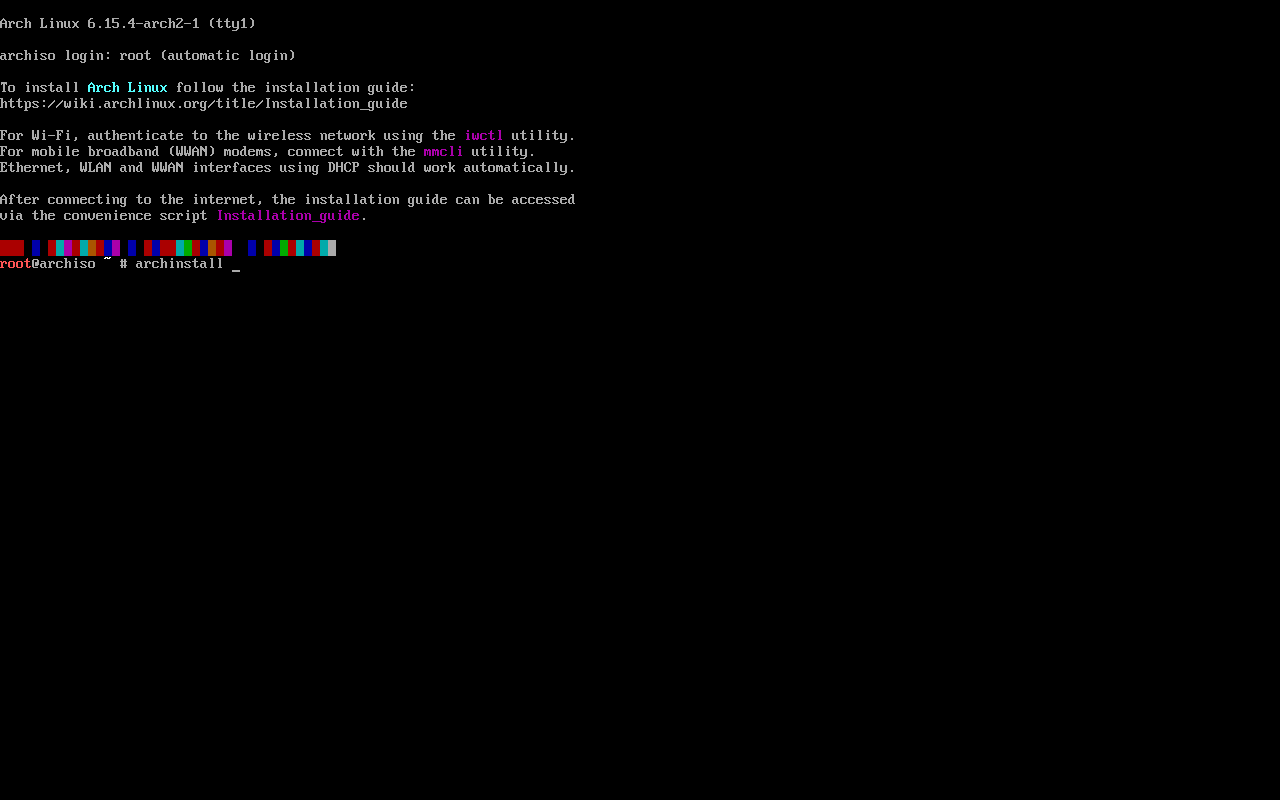 Arch Linux 6.15.4-arch2-1 (tty1)
archiso login: root (automatic login)
To install Arch Linux follow the installation guide:
https://wiki.archlinux.org/title/Installation_guide
For Wi-Fi, authenticate to the wireless network using the iwctl utility.
For mobile broadband (WWAN) modems, connect with the mmcli utility.
Ethernet, WLAN and WWAN interfaces using DHCP should work automatically.
After connecting to the internet, the installation guide can be accessed
via the convenience script Installation_guide.
root@archiso ~ # archinstall _